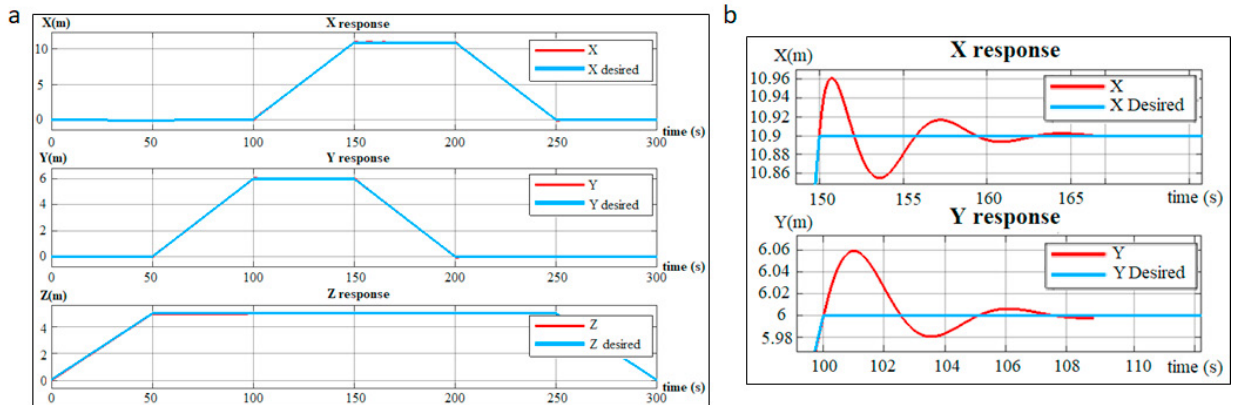 a
X(m)
X response
10
5
0
X
X desired
0 50 100 150 200 250 300
time (s)
Y(m)
Y response
6
4
2
0
Y
Y desired
0 50 100 150 200 250 300
time (s)
Z(m)
Z response
4
2
0
Z
Z desired
0 50 100 150 200 250 300
time (s)
b
X response
X(m)
10.96
10.94
10.92
10.9
10.88
10.86
X
X Desired
150 155 160 165
time (s)
Y response
Y(m)
6.06
6.04
6.02
6
5.98
Y
Y Desired
100 102 104 106 108 110
time (s)